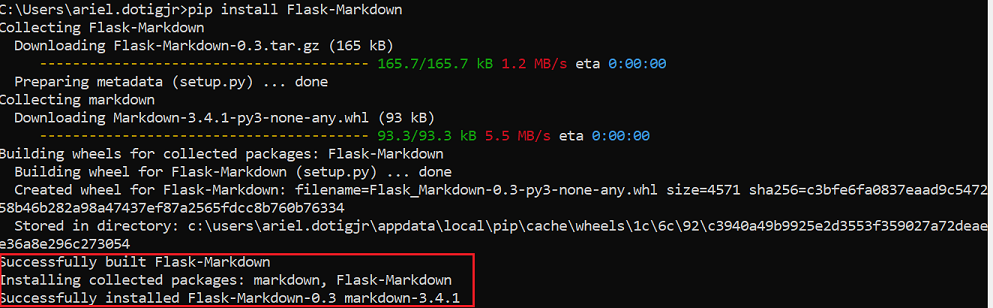 C:\Users\ariel.dotigjr>pip install Flask-Markdown
Collecting Flask-Markdown
  Downloading Flask-Markdown-0.3.tar.gz (165 kB)
     ---------------------------------------- 165.7/165.7 kB 1.2 MB/s eta 0:00:00
  Preparing metadata (setup.py) ... done
Collecting markdown
  Downloading Markdown-3.4.1-py3-none-any.whl (93 kB)
     ---------------------------------------- 93.3/93.3 kB 5.5 MB/s eta 0:00:00
Building wheels for collected packages: Flask-Markdown
  Building wheel for Flask-Markdown (setup.py) ... done
  Created wheel for Flask-Markdown: filename=Flask_Markdown-0.3-py3-none-any.whl size=4571 sha256=c3bfe6fa0837eaad9c5472
58b46b282a98a47437ef87a2565fdcc8b760b76334
  Stored in directory: c:\users\ariel.dotigjr\appdata\local\pip\cache\wheels\1c\6c\92\c3940a49b9925e2d3553f359027a72deae
e36a8e296c273054
Successfully built Flask-Markdown
Installing collected packages: markdown, Flask-Markdown
Successfully installed Flask-Markdown-0.3 markdown-3.4.1